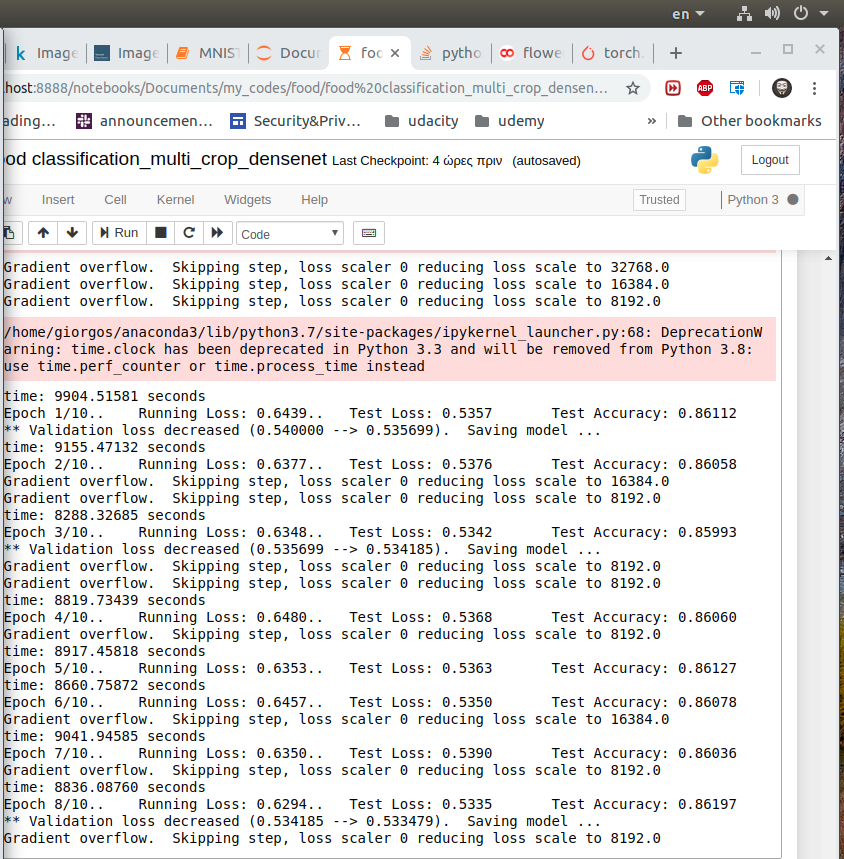 en
Image
Image
MNIS
Docu
foo
pytho
flowe
torch.
.host:8888/notebooks/Documents/my_codes/food/food%20classification_multi_crop_densen...
ABP
ading...
announcemen...
Security&Priv...
udacity
udemy
»
Other bookmarks
ood classification_multi_crop_densenet Last Checkpoint: 4 ώρες πριν (autosaved)
Logout
w Insert Cell Kernel Widgets Help
Trusted
Python 3
Run
Code
Gradient overflow.  Skipping step, loss scaler 0 reducing loss scale to 32768.0
Gradient overflow.  Skipping step, loss scaler 0 reducing loss scale to 16384.0
Gradient overflow.  Skipping step, loss scaler 0 reducing loss scale to 8192.0
/home/giorgos/anaconda3/lib/python3.7/site-packages/ipykernel_launcher.py:68: DeprecationW
arning: time.clock has been deprecated in Python 3.3 and will be removed from Python 3.8:
use time.perf_counter or time.process_time instead
time: 9904.51581 seconds
Epoch 1/10..    Running Loss: 0.6439..   Test Loss: 0.5357       Test Accuracy: 0.86112
** Validation loss decreased (0.540000 --> 0.535699).  Saving model ...
time: 9155.47132 seconds
Epoch 2/10..    Running Loss: 0.6377..   Test Loss: 0.5376       Test Accuracy: 0.86058
Gradient overflow.  Skipping step, loss scaler 0 reducing loss scale to 16384.0
Gradient overflow.  Skipping step, loss scaler 0 reducing loss scale to 8192.0
time: 8288.32685 seconds
Epoch 3/10..    Running Loss: 0.6348..   Test Loss: 0.5342       Test Accuracy: 0.85993
** Validation loss decreased (0.535699 --> 0.534185).  Saving model ...
Gradient overflow.  Skipping step, loss scaler 0 reducing loss scale to 8192.0
Gradient overflow.  Skipping step, loss scaler 0 reducing loss scale to 8192.0
time: 8819.73439 seconds
Epoch 4/10..    Running Loss: 0.6480..   Test Loss: 0.5368       Test Accuracy: 0.86060
Gradient overflow.  Skipping step, loss scaler 0 reducing loss scale to 8192.0
time: 8917.45818 seconds
Epoch 5/10..    Running Loss: 0.6353..   Test Loss: 0.5363       Test Accuracy: 0.86127
time: 8660.75872 seconds
Epoch 6/10..    Running Loss: 0.6457..   Test Loss: 0.5350       Test Accuracy: 0.86078
Gradient overflow.  Skipping step, loss scaler 0 reducing loss scale to 16384.0
time: 9041.94585 seconds
Epoch 7/10..    Running Loss: 0.6350..   Test Loss: 0.5390       Test Accuracy: 0.86036
Gradient overflow.  Skipping step, loss scaler 0 reducing loss scale to 8192.0
time: 8836.08760 seconds
Epoch 8/10..    Running Loss: 0.6294..   Test Loss: 0.5335       Test Accuracy: 0.86197
** Validation loss decreased (0.534185 --> 0.533479).  Saving model ...
Gradient overflow.  Skipping step, loss scaler 0 reducing loss scale to 8192.0